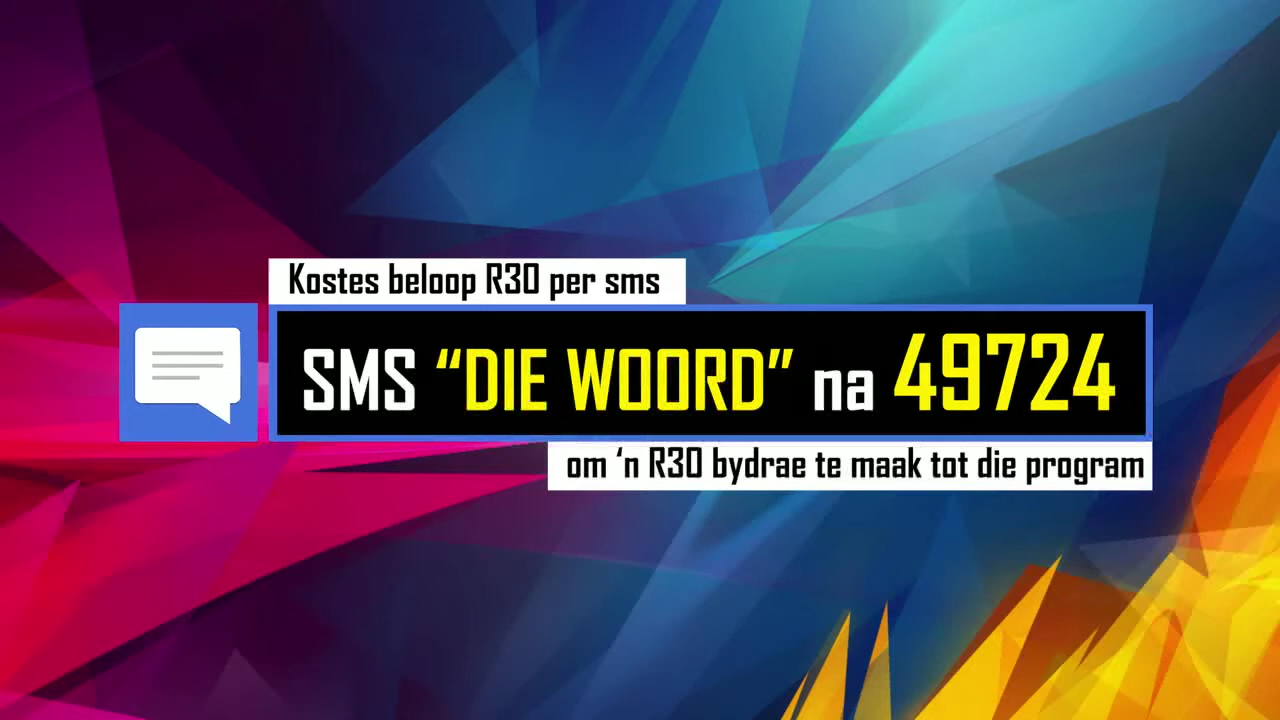 Kostes beloop R30 per sms
SMS “DIE WOORD” na 49724
om ‘n R30 bydrae te maak tot die program